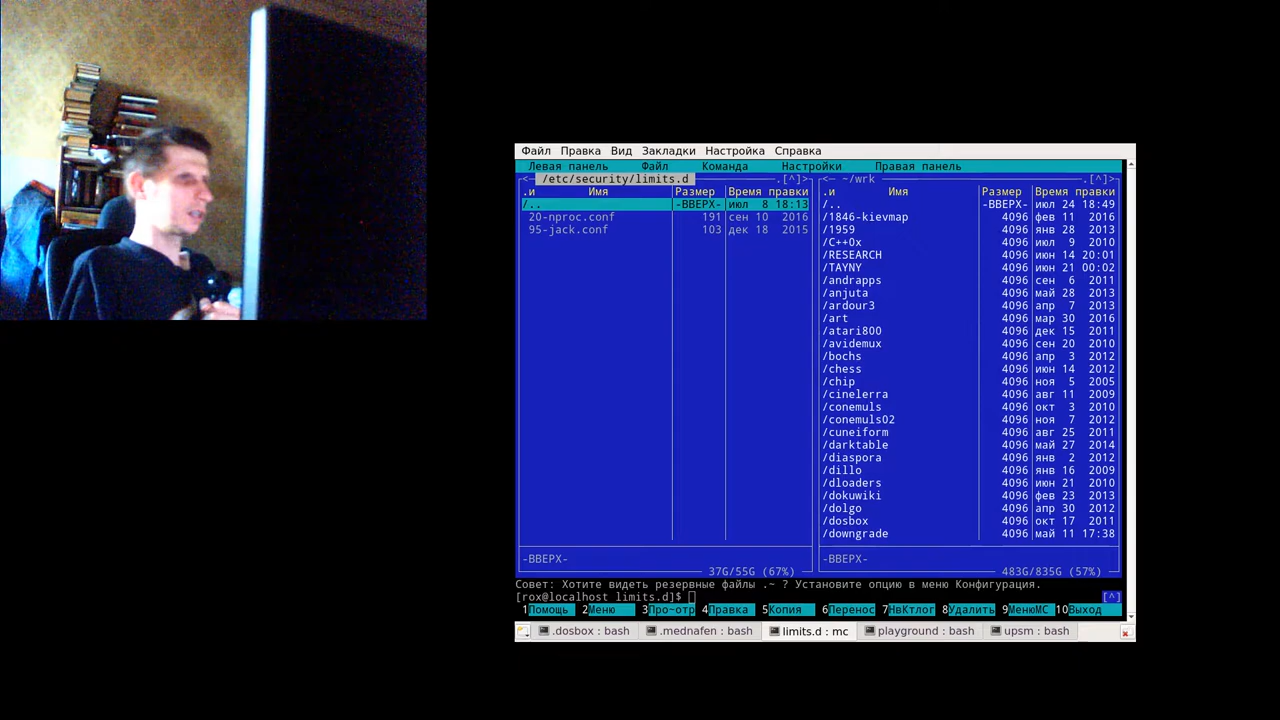 Файл Правка Вид Закладки Настройка Справка
Левая панель Файл Команда Настройки Правая панель
<─ /etc/security/limits.d ─.[^]> <─ ~/wrk ─.[^]>
.и Имя Размер Время правки .и Имя Размер Время правки
/.. -ВВЕРХ- июл 8 18:13 /.. -ВВЕРХ- июл 24 18:49
20-nproc.conf 191 сен 10 2016 /1846-kievmap 4096 фев 11 2016
95-jack.conf 103 дек 18 2015 /1959 4096 янв 28 2013
/C++0x 4096 июл 9 2010
/RESEARCH 4096 июн 14 20:01
/TAYNY 4096 июн 21 00:02
/andrapps 4096 сен 6 2011
/anjuta 4096 май 28 2013
/ardour3 4096 апр 7 2013
/art 4096 мар 30 2016
/atari800 4096 дек 15 2011
/avidemux 4096 сен 20 2010
/bochs 4096 апр 3 2012
/chess 4096 июн 14 2012
/chip 4096 ноя 5 2005
/cinelerra 4096 авг 11 2009
/conemuls 4096 окт 3 2010
/conemuls02 4096 ноя 7 2012
/cuneiform 4096 авг 25 2011
/darktable 4096 май 27 2014
/diaspora 4096 янв 2 2012
/dillo 4096 янв 16 2009
/dloaders 4096 июн 21 2010
/dokuwiki 4096 фев 23 2013
/dolgo 4096 апр 30 2012
/dosbox 4096 окт 17 2011
/downgrade 4096 май 11 17:38
-ВВЕРХ- -ВВЕРХ-
37G/55G (67%) 483G/835G (57%)
Совет: Хотите видеть резервные файлы .~ ? Установите опцию в меню Конфигурация.
[rox@localhost limits.d]$ [^]
1Помощь 2Меню 3Про~отр 4Правка 5Копия 6Перенос 7НвКтлог 8Удалить 9МенюMC 10Выход
.dosbox : bash .mednafen : bash limits.d : mc playground : bash upsm : bash